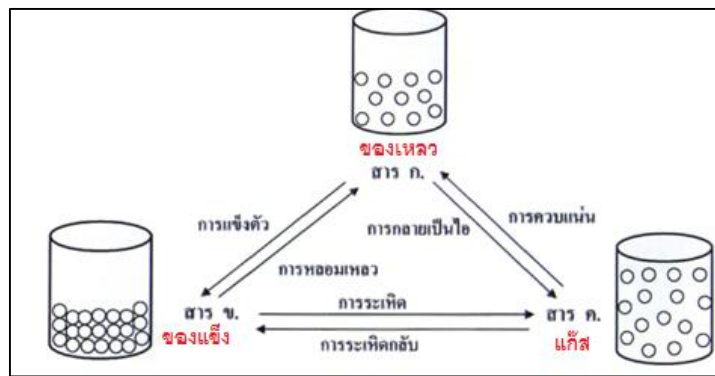 ของเหลว
สาร ก.
การแข็งตัว
การหลอมเหลว
การกลายเป็นไอ
การควบแน่น
สาร ข.
ของแข็ง
การระเหิด
การระเหิดกลับ
สาร ค.
แก๊ส